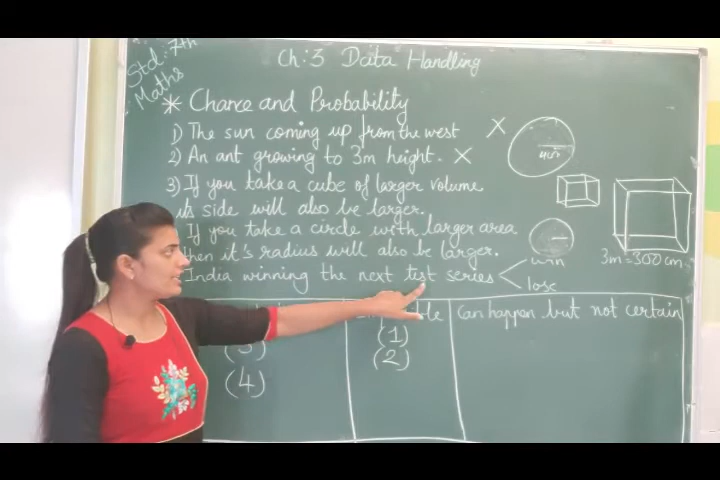 Std : 7th
Maths
Ch : 3 Data Handling
* Chance and Probability
1) The sun coming up from the west X
2) An ant growing to 3m height. X
3) If you take a cube of larger volume
its side will also be larger.
If you take a circle with larger area
then it's radius will also be larger.
India winning the next test series < win
lose
4cm
3m = 300 cm
can happen but not certain
(3)
(4)
(1)
(2)